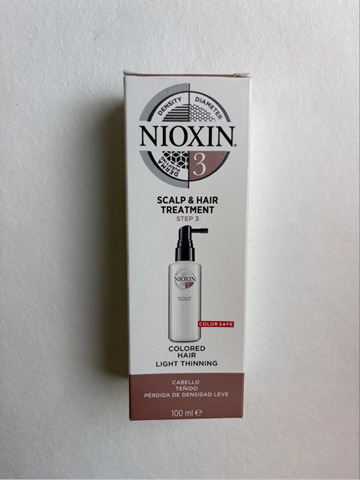 DENSITY DIAMETER
NIOXIN
3
DERMA
SCALP & HAIR
TREATMENT
STEP 3
NIOXIN
COLOR SAFE
COLORED
HAIR
LIGHT THINNING
CABELLO
TEÑIDO
PÉRDIDA DE DENSIDAD LEVE
100 ml ℮